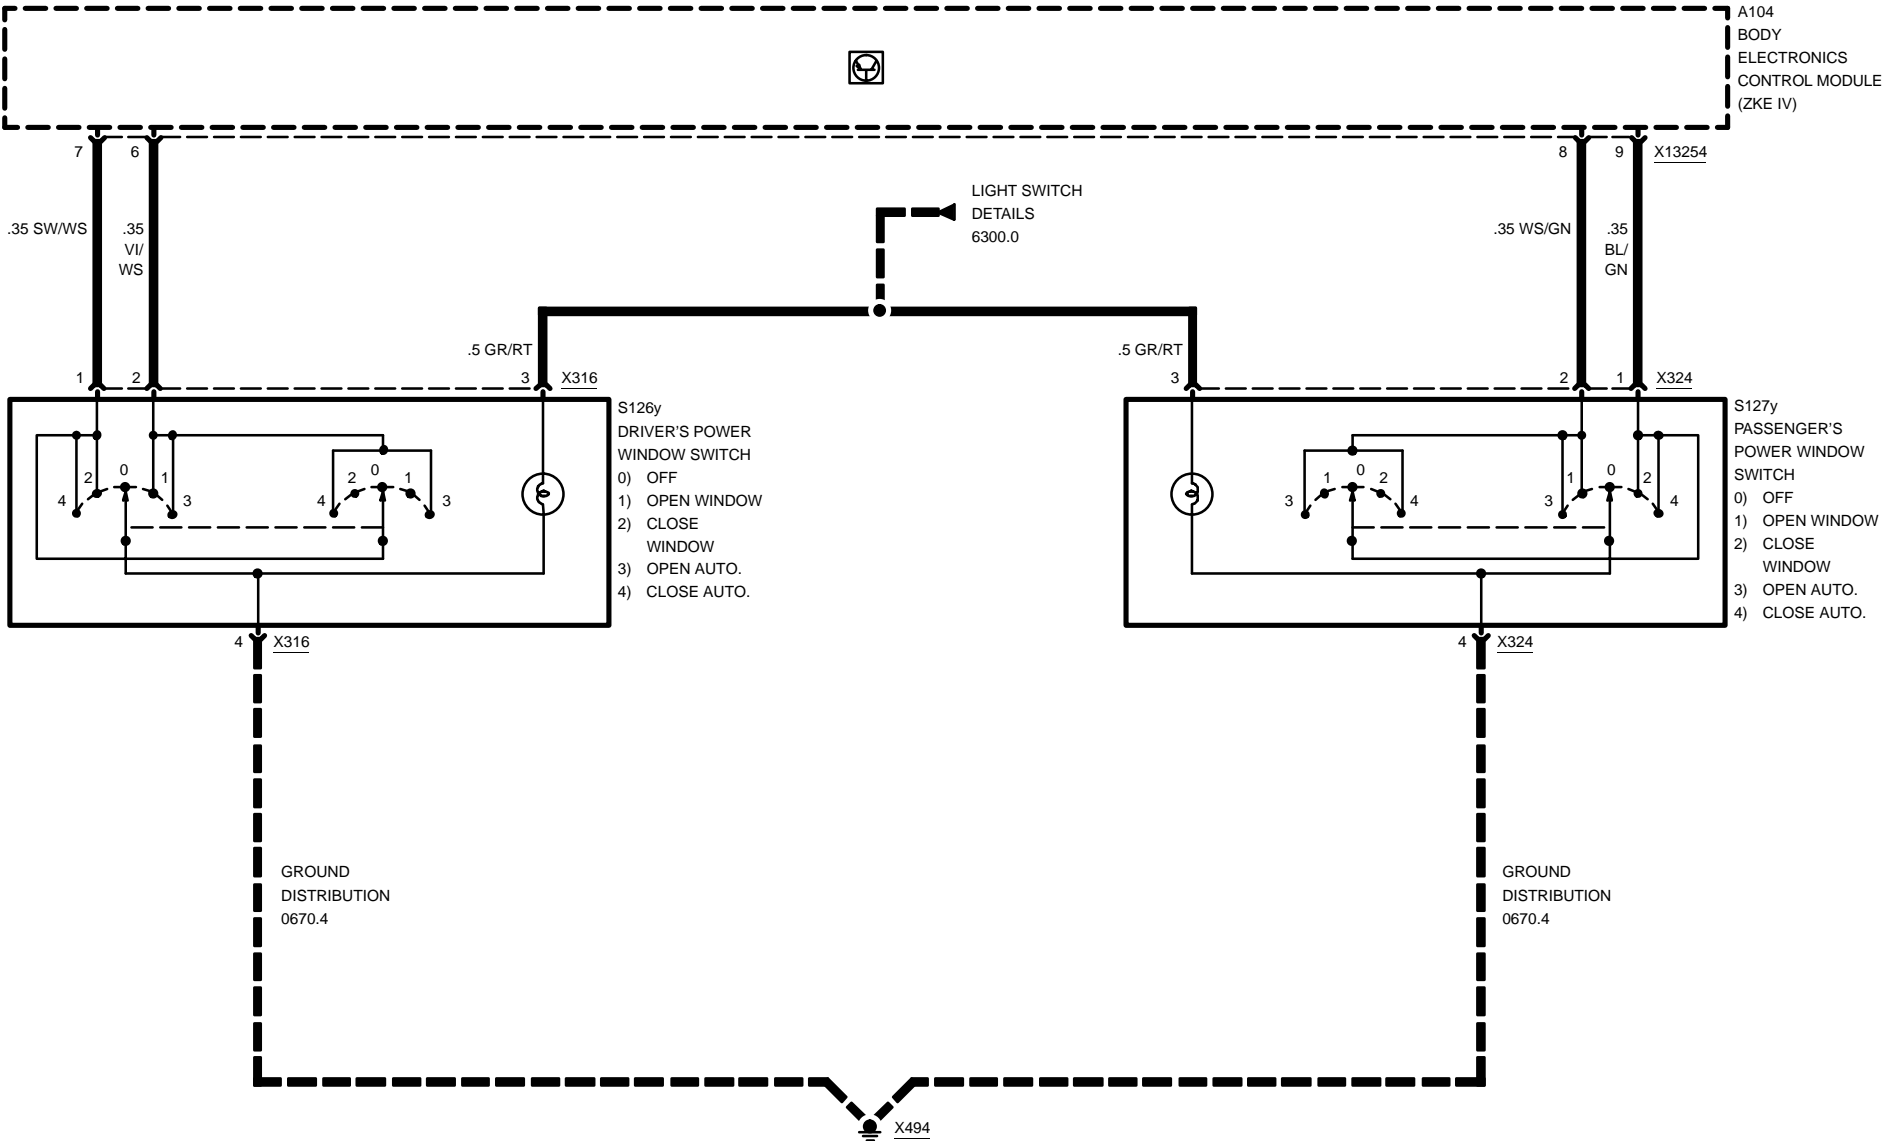 A104
BODY
ELECTRONICS
CONTROL MODULE
(ZKE IV)
7
6
8
9
X13254
.35 SW/WS
.35
VI/
WS
LIGHT SWITCH
DETAILS
6300.0
.35 WS/GN
.35
BL/
GN
.5 GR/RT
.5 GR/RT
1
2
3
X316
3
2
1
X324
S126y
DRIVER'S POWER
WINDOW SWITCH
0) OFF
1) OPEN WINDOW
2) CLOSE
WINDOW
3) OPEN AUTO.
4) CLOSE AUTO.
4
2
0
1
3
4
2
0
1
3
3
1
0
2
4
3
1
0
2
4
S127y
PASSENGER'S
POWER WINDOW
SWITCH
0) OFF
1) OPEN WINDOW
2) CLOSE
WINDOW
3) OPEN AUTO.
4) CLOSE AUTO.
4
X316
4
X324
GROUND
DISTRIBUTION
0670.4
GROUND
DISTRIBUTION
0670.4
X494